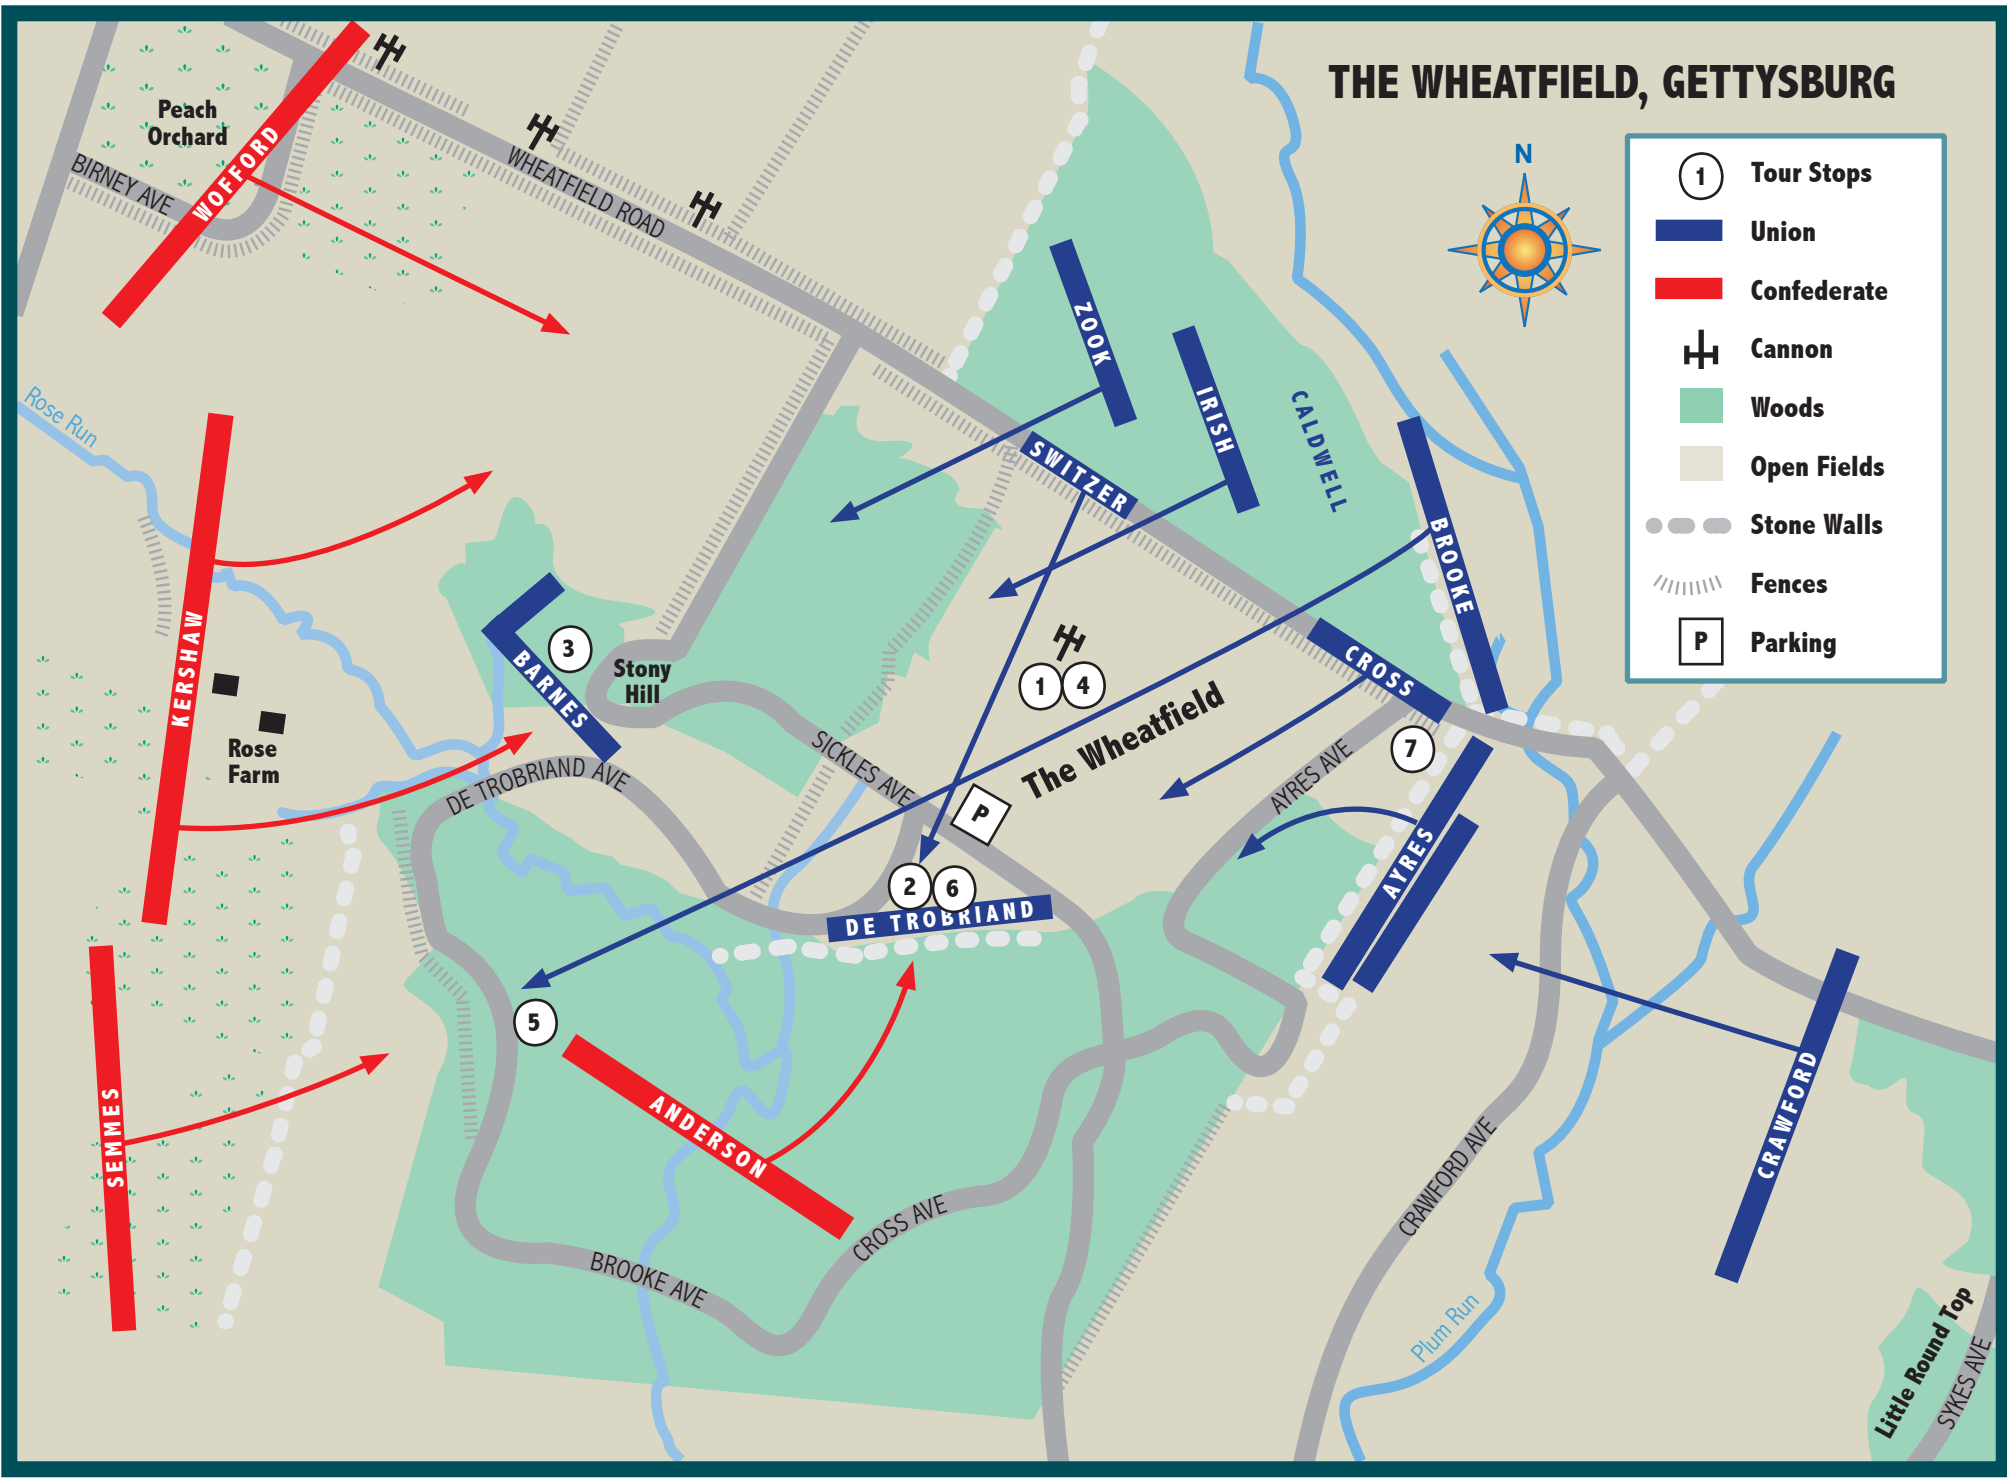 THE WHEATFIELD, GETTYSBURG
N
1
Tour Stops
Union
Confederate
Cannon
Woods
Open Fields
Stone Walls
Fences
P
Parking
Peach
Orchard
BIRNEY AVE
WOFFORD
WHEATFIELD ROAD
ZOOK
IRISH
CALDWELL
SWITZER
BROOKE
Rose Run
KERSHAW
BARNES
3
Stony
Hill
1
4
CROSS
7
The Wheatfield
Rose
Farm
DE TROBRIAND AVE
SICKLES AVE
P
AYRES AVE
AYRES
2
6
DE TROBRIAND
5
SEMMES
ANDERSON
CROSS AVE
BROOKE AVE
CRAWFORD AVE
CRAWFORD
Plum Run
Little Round Top
SYKES AVE